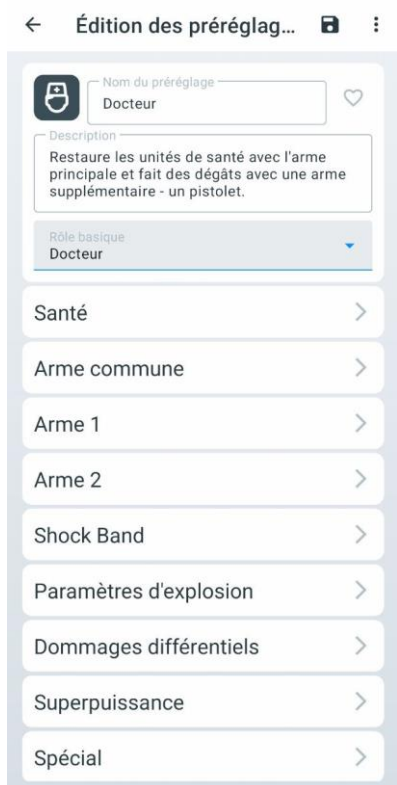 Édition des préréglag...
Nom du préréglage
Docteur
Description
Restaure les unités de santé avec l'arme
principale et fait des dégâts avec une arme
supplémentaire - un pistolet.
Rôle basique
Docteur
Santé
Arme commune
Arme 1
Arme 2
Shock Band
Paramètres d'explosion
Dommages différentiels
Superpuissance
Spécial